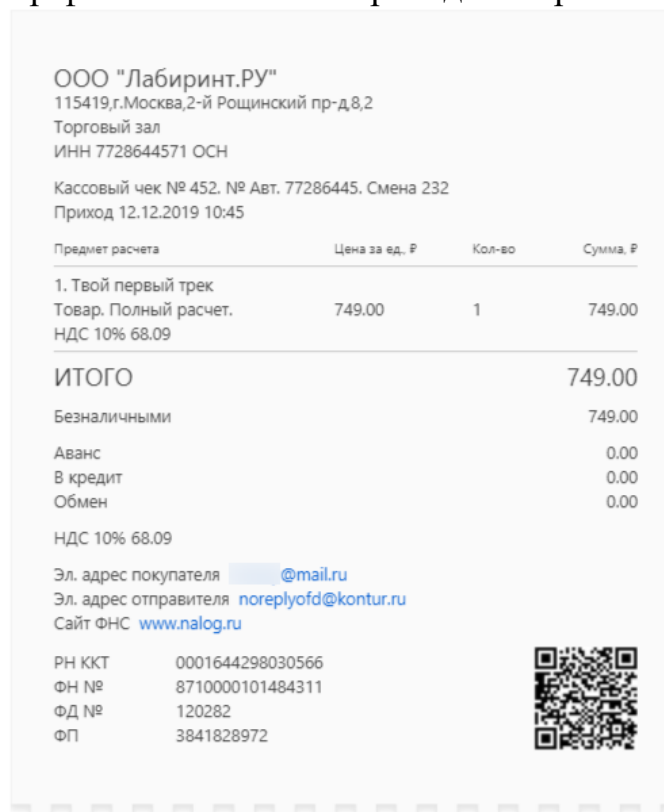 ООО "Лабиринт.РУ"
115419,г.Москва,2-й Рощинский пр-д,8,2
Торговый зал
ИНН 7728644571 ОСН
Кассовый чек № 452. № Авт. 77286445. Смена 232
Приход 12.12.2019 10:45
Предмет расчета Цена за ед., ₽ Кол-во Сумма, ₽
1. Твой первый трек
Товар. Полный расчет. 749.00 1 749.00
НДС 10% 68.09
ИТОГО 749.00
Безналичными 749.00
Аванс 0.00
В кредит 0.00
Обмен 0.00
НДС 10% 68.09
Эл. адрес покупателя @mail.ru
Эл. адрес отправителя noreplyofd@kontur.ru
Сайт ФНС www.nalog.ru
РН ККТ 0001644298030566
ФН № 8710000101484311
ФД № 120282
ФП 3841828972